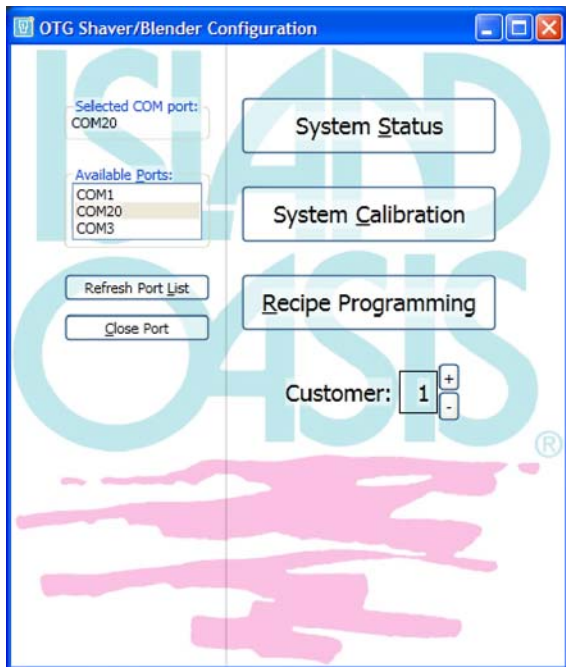 OTG Shaver/Blender Configuration
Selected COM port:
COM20
Available Ports:
COM1
COM20
COM3
Refresh Port List
Close Port
System Status
System Calibration
Recipe Programming
Customer: 1
+
-
ISLAND
OASIS
®